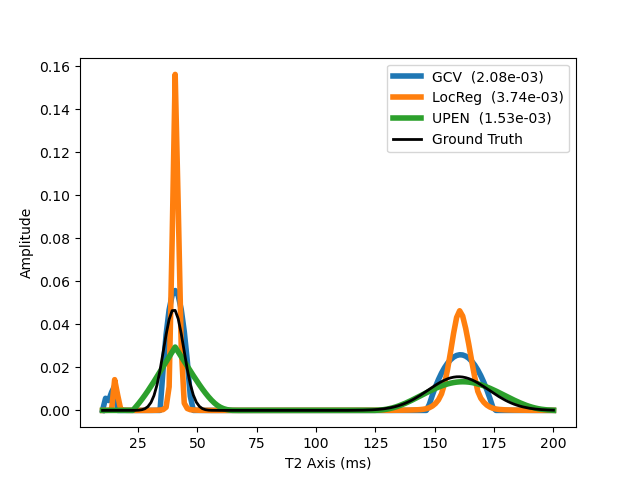 0.16
0.14
0.12
0.10
0.08
0.06
0.04
0.02
0.00
Amplitude
GCV (2.08e-03)
LocReg (3.74e-03)
UPEN (1.53e-03)
Ground Truth
25 50 75 100 125 150 175 200
T2 Axis (ms)